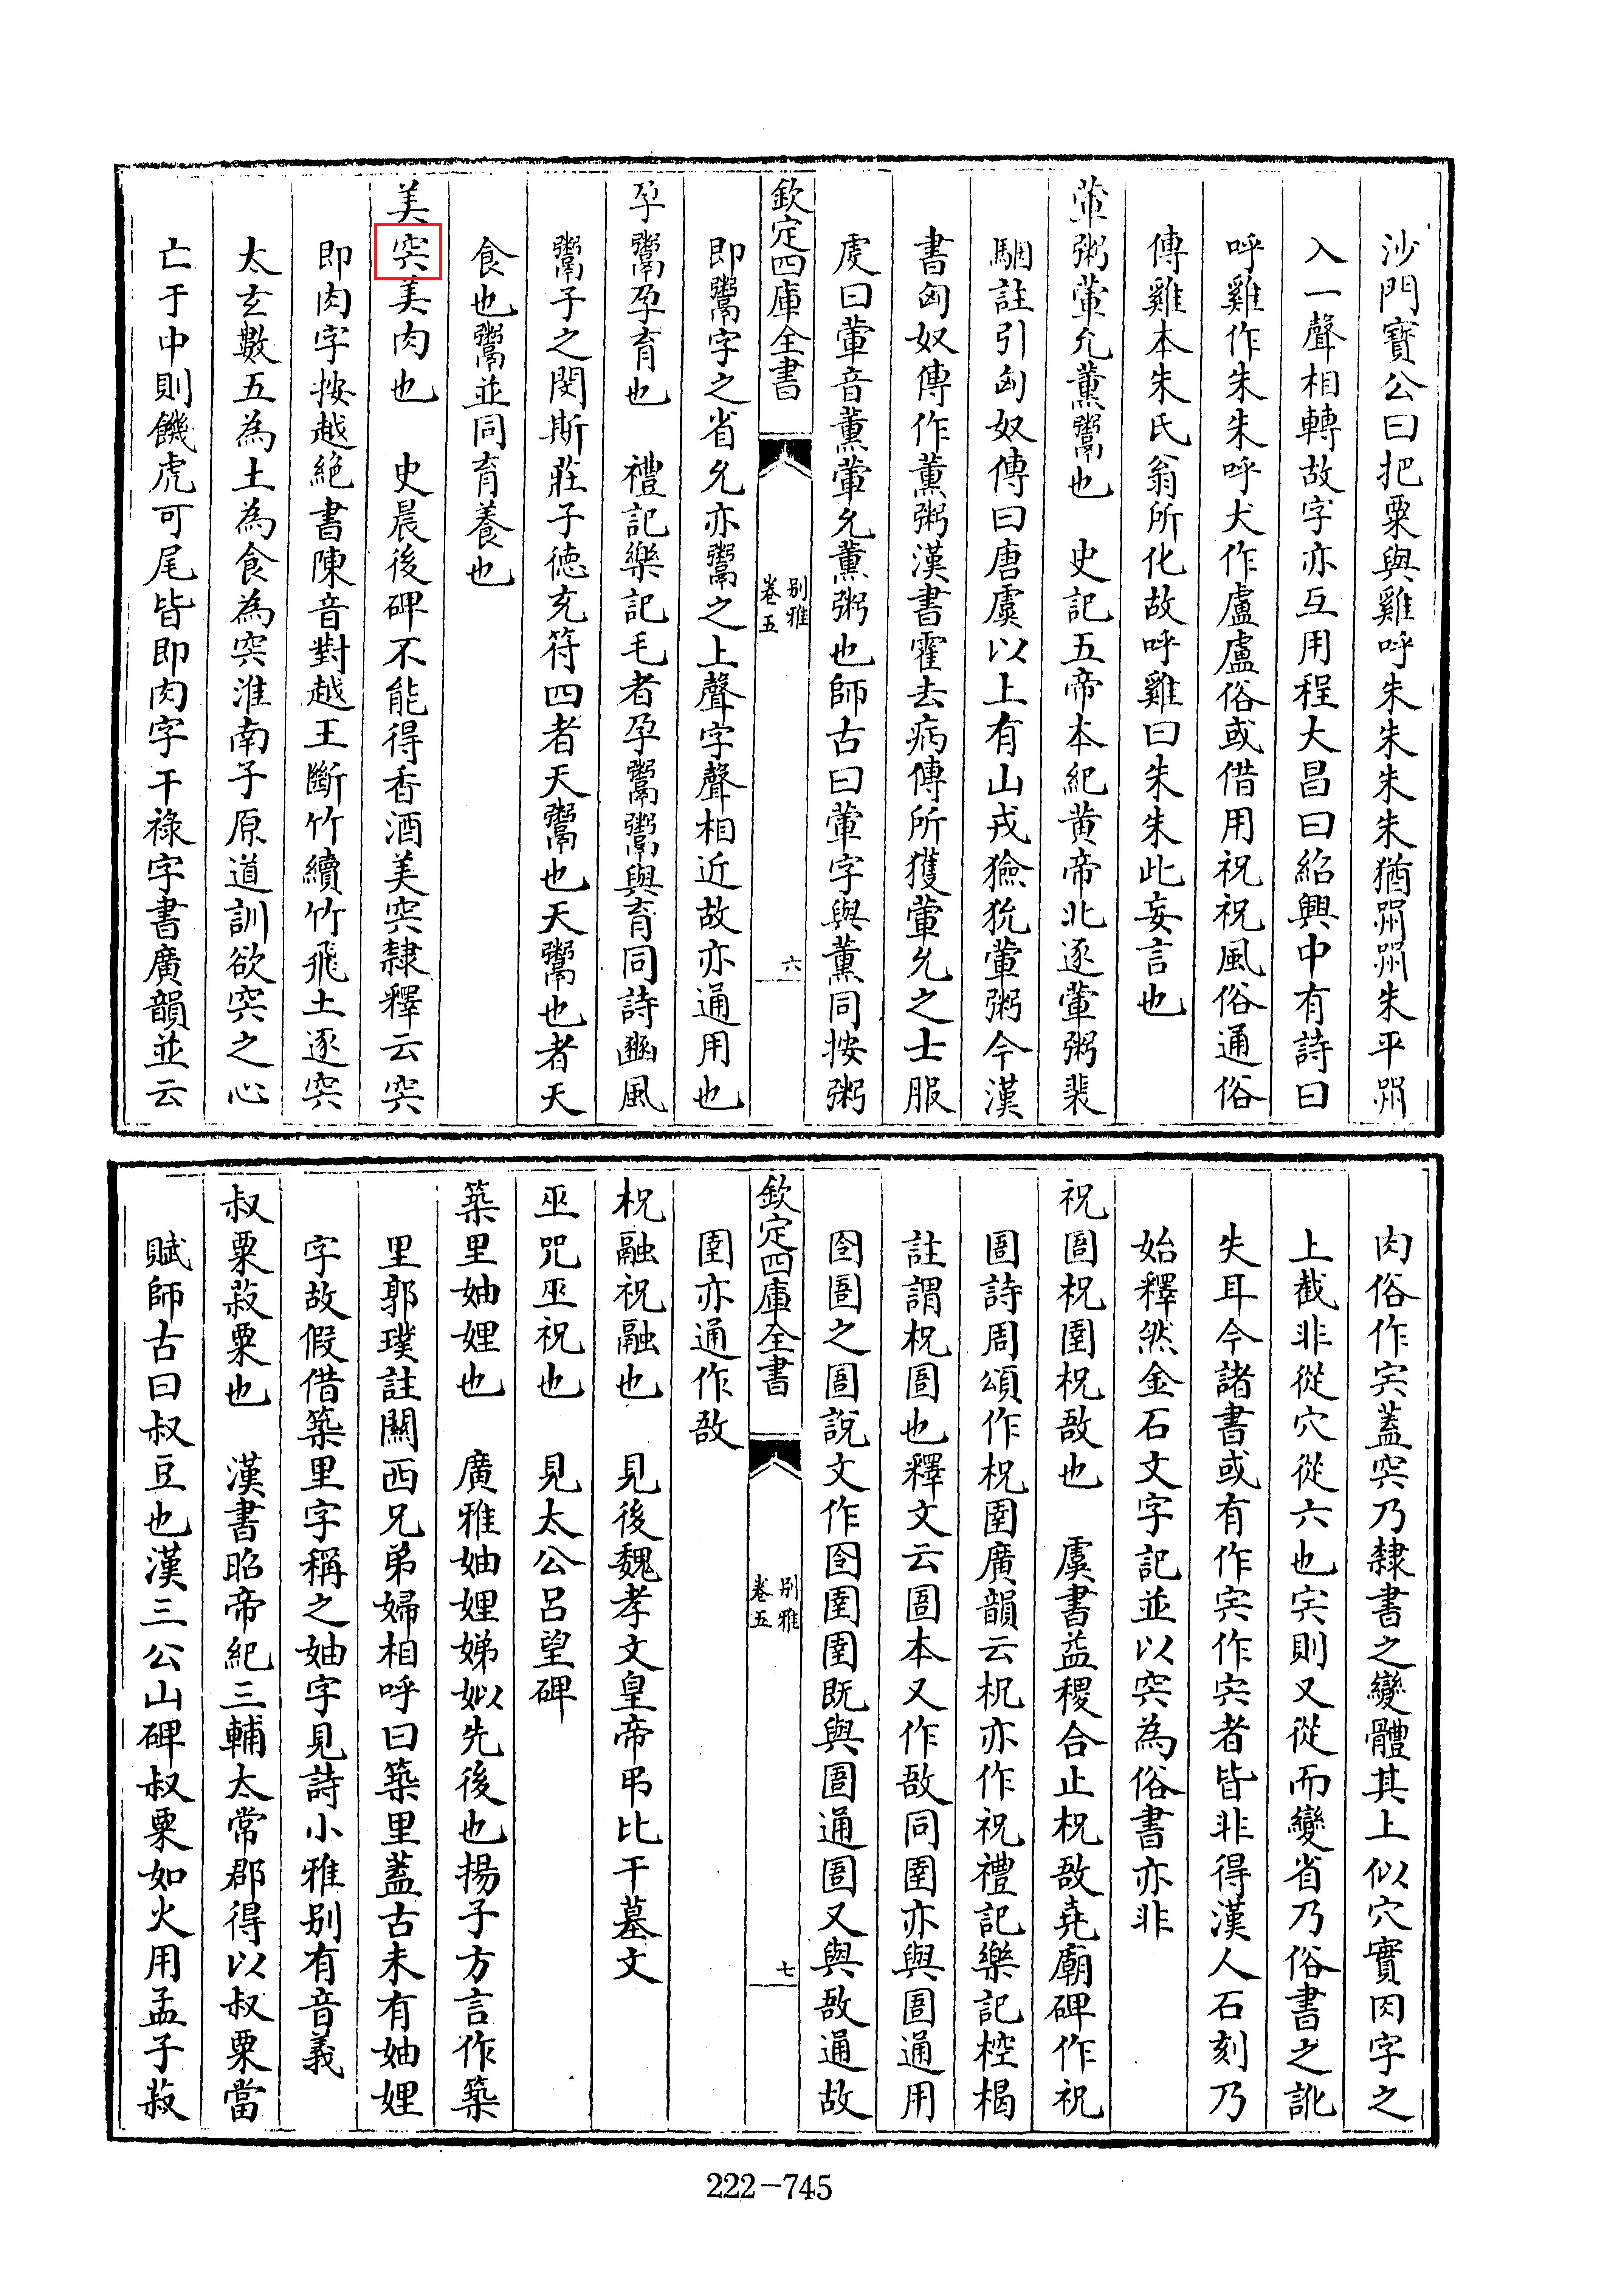 沙門寶公曰把粟與雞呼朱朱朱朱猶喌喌朱平喌
入一聲相轉故字亦互用程大昌曰紹興中有詩曰
呼雞作朱朱呼犬作盧盧俗或借用祝祝風俗通俗
傳雞本朱氏翁所化故呼雞曰朱朱此妄言也
葷粥葷允薰鬻也　史記五帝本紀黄帝北逐葷粥裴
駰註引匈奴傳曰唐虞以上有山戎獫狁葷粥今漢
書匈奴傳作薰粥漢書霍去病傳所獲葷允之士服
䖍曰葷音薰葷允薰粥也師古曰葷字與薰同按粥
欽定四庫全書　别雅卷五　六
即鬻字之省允亦鬻之上聲字聲相近故亦通用也
孕鬻孕育也　禮記樂記毛者孕鬻鬻與育同詩豳風
鬻子之閔斯莊子德充符四者天鬻也天鬻也者天
食也鬻並同育養也
美突美肉也　史晨後碑不能得香酒美突隸釋云突
即肉字按越絶書陳音對越王斷竹續竹飛土逐突
太玄數五為土為食為突淮南子原道訓欲突之心
亡于中則饑虎可尾皆即肉字干祿字書廣韻並云
肉俗作宍蓋突乃隸書之變體其上似穴實肉字之
上截非從穴從六也宍則又從而變省乃俗書之訛
失耳今諸書或有作宍作宍者皆非得漢人石刻乃
始釋然金石文字記並以突為俗書亦非
祝圄柷圉柷敔也　虞書益稷合止柷敔堯廟碑作祝
圄詩周頌作柷圉廣韻云柷亦作祝禮記樂記椌楬
註謂柷圄也釋文云圄本又作敔同圉亦與圄通用
囹圄之圄說文作囹圉圉既與圄通圄又與敔通故
欽定四庫全書　别雅卷五　七
圉亦通作敔
柷融祝融也　見後魏孝文皇帝弔比干墓文
巫咒巫祝也　見太公呂望碑
築里妯娌也　廣雅妯娌娣姒先後也揚子方言作築
里郭璞註關西兄弟婦相呼曰築里蓋古未有妯娌
字故假借築里字稱之妯字見詩小雅别有音義
叔粟菽粟也　漢書昭帝紀三輔太常郡得以叔粟當
賦師古曰叔豆也漢三公山碑叔粟如火用孟子菽
222-745